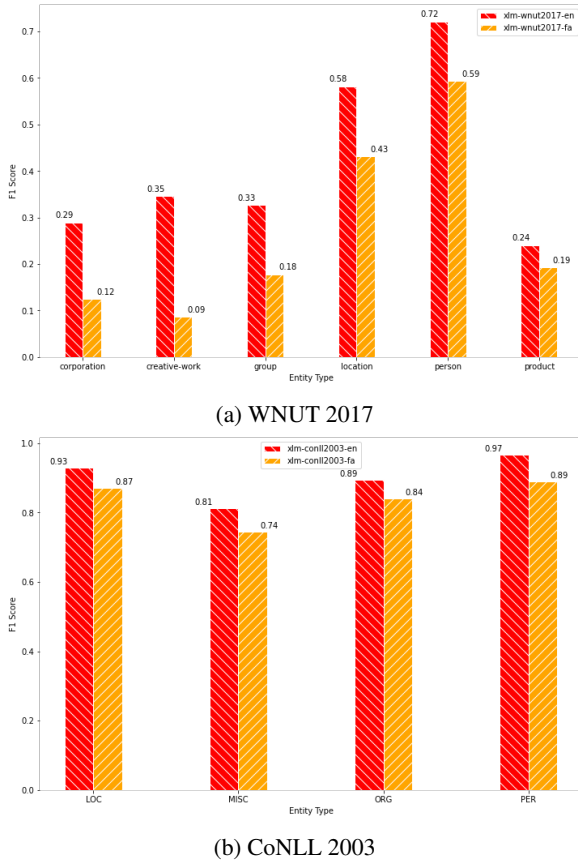 xlm-wnut2017-en
xlm-wnut2017-fa
F1 Score
0.7
0.6
0.5
0.4
0.3
0.2
0.1
0.0
0.29
0.12
0.35
0.09
0.33
0.18
0.58
0.43
0.72
0.59
0.24
0.19
corporation creative-work group location person product
Entity Type
(a) WNUT 2017
xlm-conll2003-en
xlm-conll2003-fa
F1 Score
1.0
0.8
0.6
0.4
0.2
0.0
0.93
0.87
0.81
0.74
0.89
0.84
0.97
0.89
LOC MISC ORG PER
Entity Type
(b) CoNLL 2003